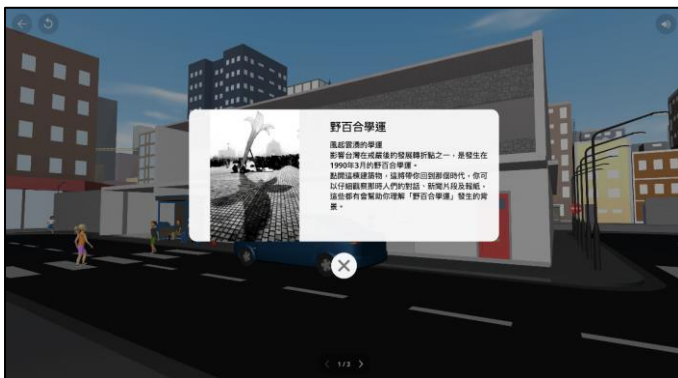 野百合學運
風起雲湧的學運
影響台灣在戒嚴後的發展轉折點之一，是發生在
1990年3月的野百合學運。
點開這棟建築物，這將帶你回到那個時代。你可
以仔細觀察那時人們的對話、新聞片段及報紙，
這些都有會幫助你理解「野百合學運」發生的背
景。
1/3